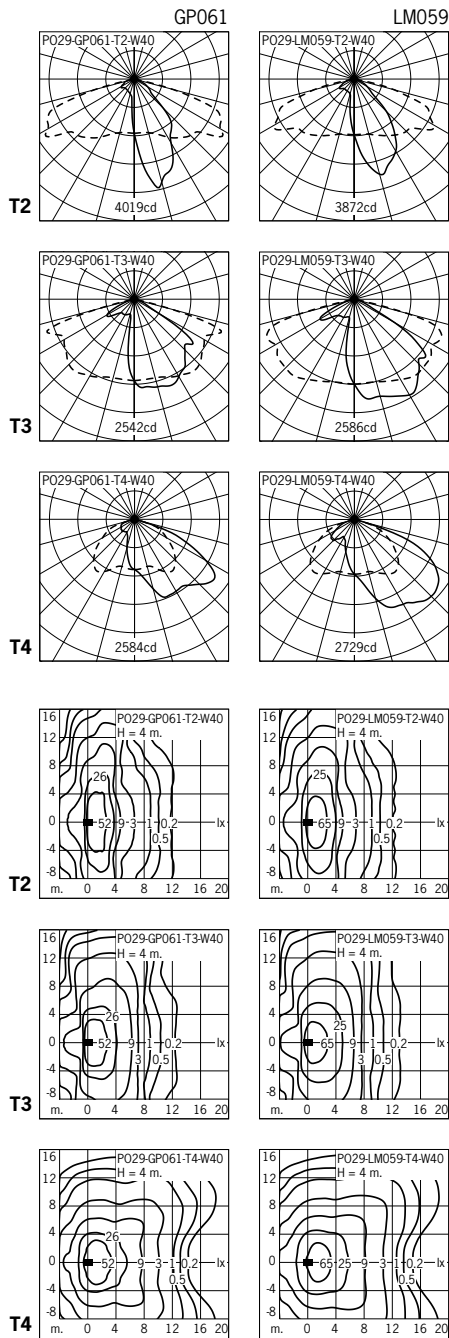 GP061 LM059
PO29-GP061-T2-W40 PO29-LM059-T2-W40
4019cd 3872cd
T2
PO29-GP061-T3-W40 PO29-LM059-T3-W40
2542cd 2586cd
T3
PO29-GP061-T4-W40 PO29-LM059-T4-W40
2584cd 2729cd
T4
16 PO29-GP061-T2-W40 16 PO29-LM059-T2-W40
H = 4 m. H = 4 m.
12 12
8 26 8 25
4 4
0 52 9 3 1 0.2 lx 0 65 9 3 1 0.2 lx
0.5 0.5
-4 -4
-8 -8
m. 0 4 8 12 16 20 m. 0 4 8 12 16 20
T2
16 PO29-GP061-T3-W40 16 PO29-LM059-T3-W40
H = 4 m. H = 4 m.
12 12
8 8
4 26 4 25
0 52 9 1 0.2 lx 0 65 9 1 0.2 lx
3 0.5 3 0.5
-4 -4
-8 -8
m. 0 4 8 12 16 20 m. 0 4 8 12 16 20
T3
16 PO29-GP061-T4-W40 16 PO29-LM059-T4-W40
H = 4 m. H = 4 m.
12 12
8 8
4 26 4
0 52 9 3 1 0.2 lx 0 65 25 9 3 1 0.2 lx
0.5 0.5
-4 -4
-8 -8
m. 0 4 8 12 16 20 m. 0 4 8 12 16 20
T4